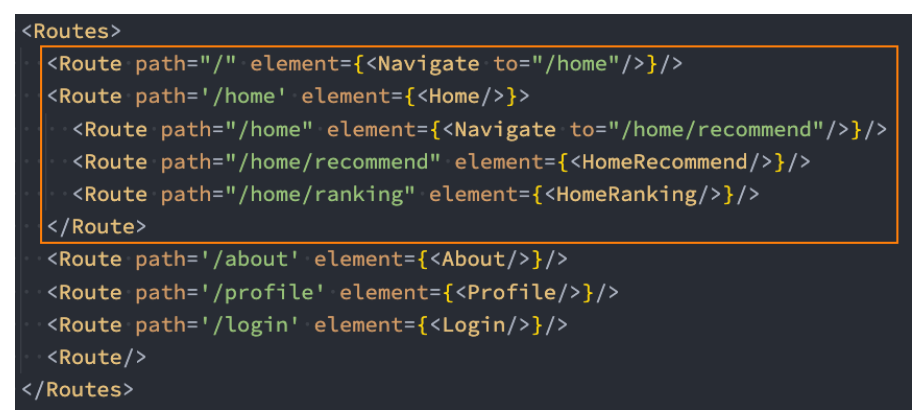 <Routes>
<Route path="/" element={<Navigate to="/home"/>}/>
<Route path='/home' element={<Home/>}>
<Route path="/home" element={<Navigate to="/home/recommend"/>}/>
<Route path="/home/recommend" element={<HomeRecommend/>}/>
<Route path="/home/ranking" element={<HomeRanking/>}/>
</Route>
<Route path='/about' element={<About/>}/>
<Route path='/profile' element={<Profile/>}/>
<Route path='/login' element={<Login/>}/>
<Route/>
</Routes>